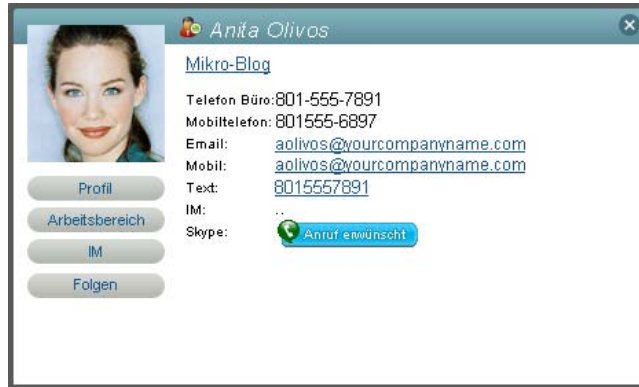 Anita Olivos
Mikro-Blog
Telefon Büro:801-555-7891
Mobiltelefon:801555-6897
Email: aolivos@yourcompanyname.com
Mobil: aolivos@yourcompanyname.com
Text: 8015557891
IM: ..
Skype: Anruf erwünscht
Profil
Arbeitsbereich
IM
Folgen